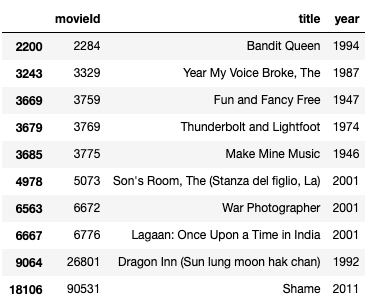 movieId title year
2200 2284 Bandit Queen 1994
3243 3329 Year My Voice Broke, The 1987
3669 3759 Fun and Fancy Free 1947
3679 3769 Thunderbolt and Lightfoot 1974
3685 3775 Make Mine Music 1946
4978 5073 Son's Room, The (Stanza del figlio, La) 2001
6563 6672 War Photographer 2001
6667 6776 Lagaan: Once Upon a Time in India 2001
9064 26801 Dragon Inn (Sun lung moon hak chan) 1992
18106 90531 Shame 2011